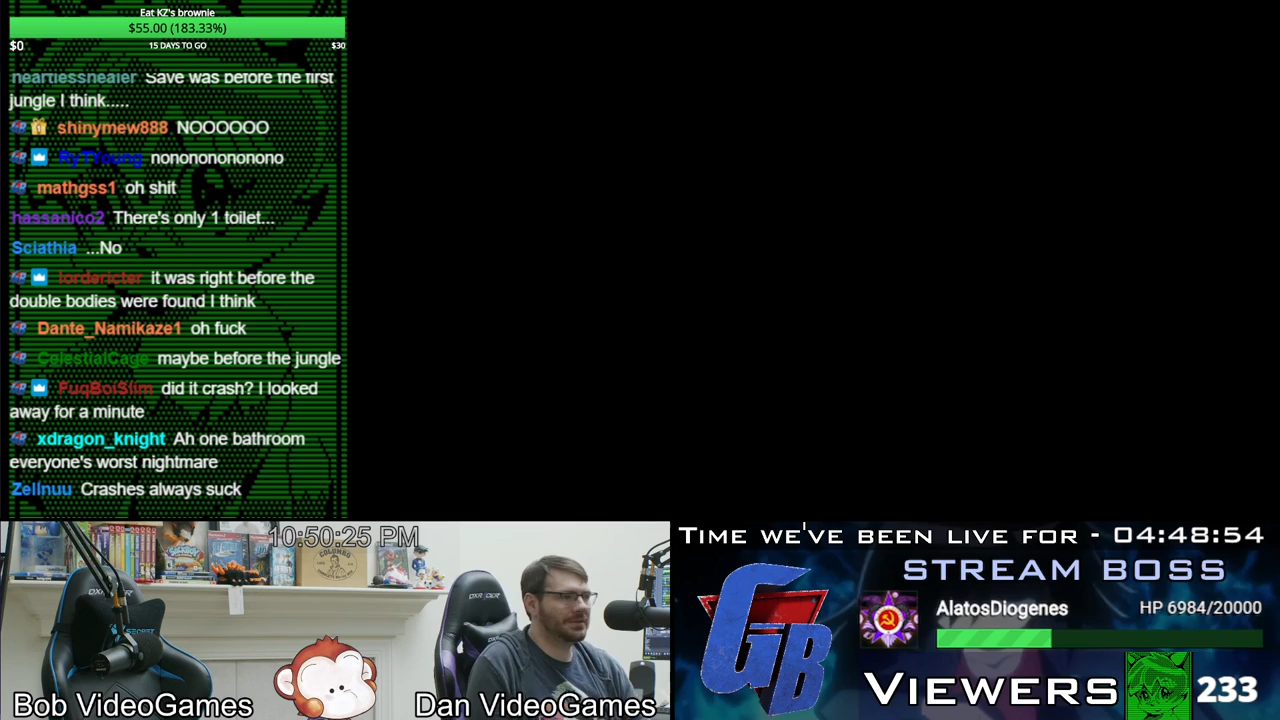 Eat KZ's brownie
$55.00 (183.33%)
$0 15 DAYS TO GO $30
heartlesshealer Save was before the first
jungle I think.....
shinymew888 NOOOOOO
RyTYoung nonononononono
mathgss1 oh shit
hassanico2 There's only 1 toilet...
Sciathia ...No
lordericter it was right before the
double bodies were found I think
Dante_Namikaze1 oh fuck
CelestialCage maybe before the jungle
FuqBoiSlim did it crash? I looked
away for a minute
xdragon_knight Ah one bathroom
everyone's worst nightmare
Zellnuu Crashes always suck
10:50:25 PM
COLOMBO
DXRACER
Bob VideoGames
Dan VideoGames
Time we've been live for - 04:48:54
STREAM BOSS
GB
AlatosDiogenes HP 6984/20000
Viewers 233